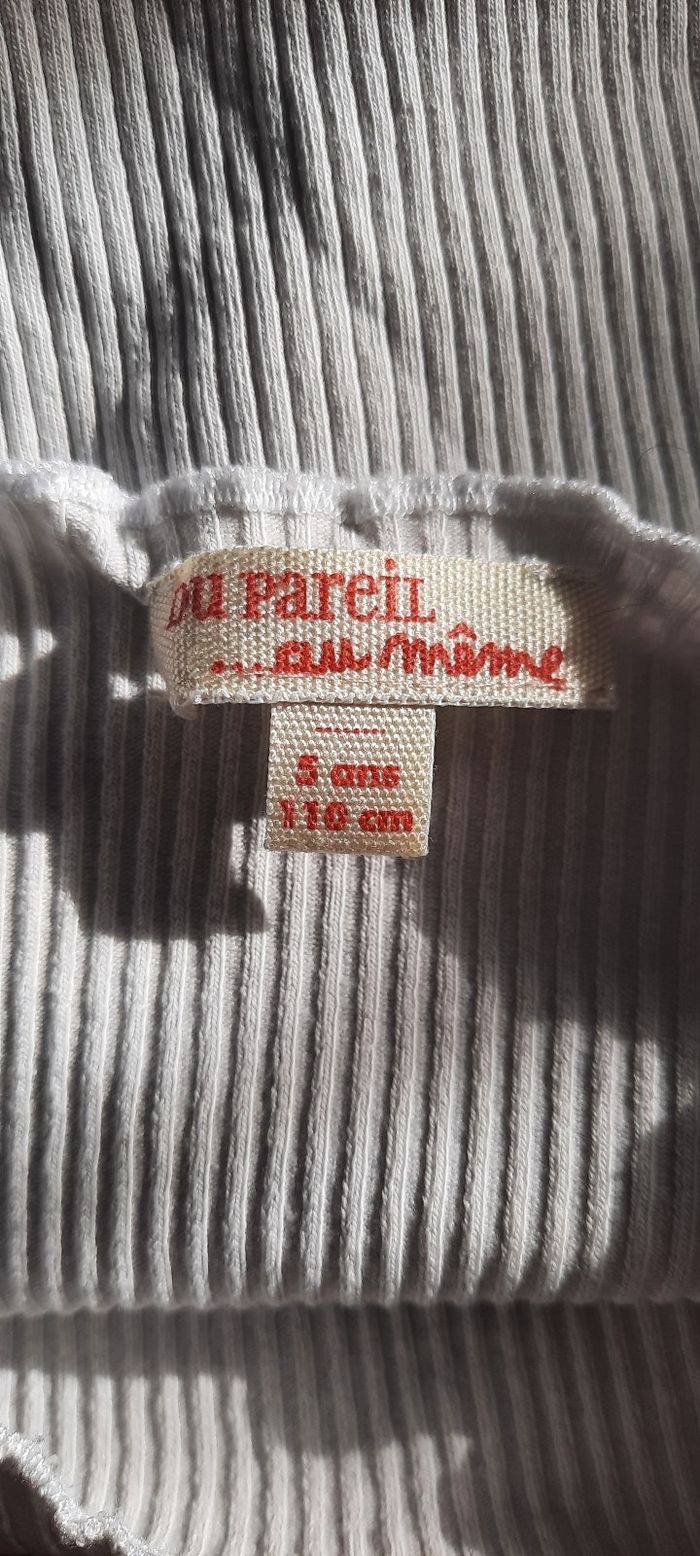 DU PareiL
...au même
5 ans
110 cm